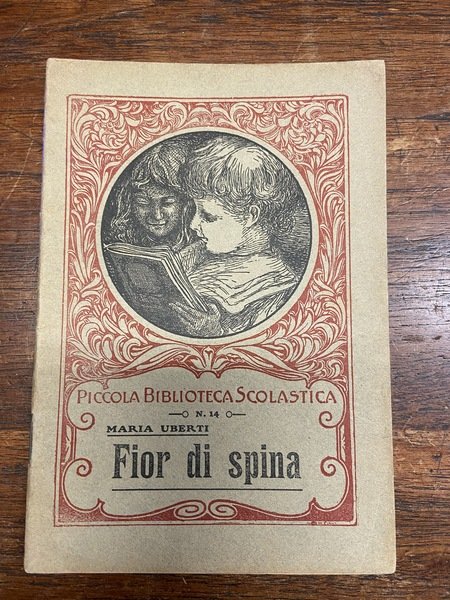 PICCOLA BIBLIOTECA SCOLASTICA
N. 14
MARIA UBERTI
Fior di spina